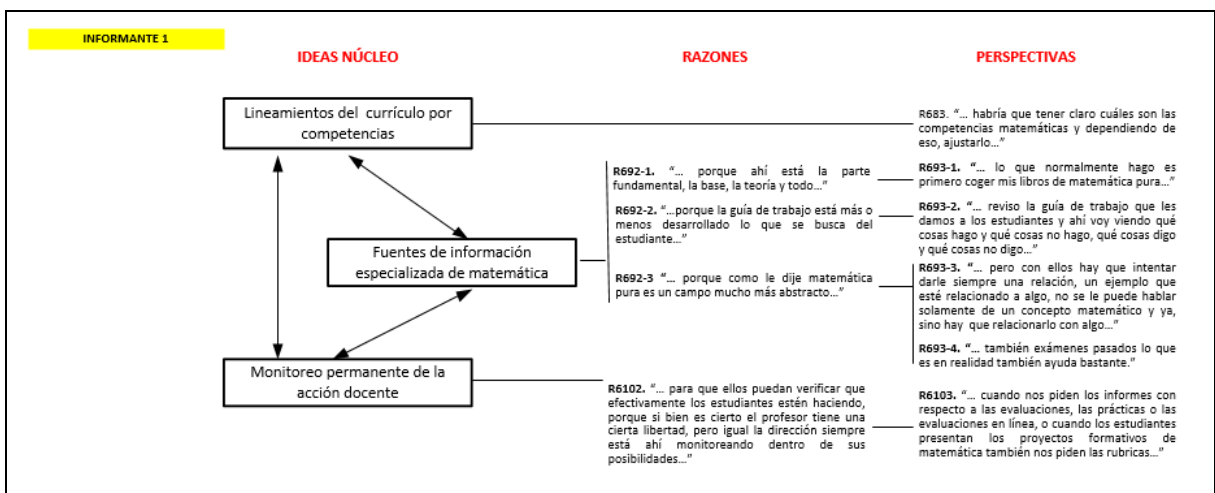 INFORMANTE 1
IDEAS NÚCLEO
RAZONES
PERSPECTIVAS
Lineamientos del currículo por
competencias
R683. “... habría que tener claro cuáles son las
competencias matemáticas y dependiendo de
eso, ajustarlo...”
Fuentes de información
especializada de matemática
R692-1. “... porque ahí está la parte
fundamental, la base, la teoría y todo...”
R692-2. “...porque la guía de trabajo está más o
menos desarrollado lo que se busca del
estudiante...”
R692-3 “... porque como le dije matemática
pura es un campo mucho más abstracto...”
R693-1. “... lo que normalmente hago es
primero coger mis libros de matemática pura...”
R693-2. “... reviso la guía de trabajo que les
damos a los estudiantes y ahí voy viendo qué
cosas hago y qué cosas no hago, qué cosas digo
y qué cosas no digo...”
R693-3. “... pero con ellos hay que intentar
darle siempre una relación, un ejemplo que
esté relacionado a algo, no se le puede hablar
solamente de un concepto matemático y ya,
sino hay que relacionarlo con algo...”
R693-4. “... también exámenes pasados lo que
es en realidad también ayuda bastante.”
Monitoreo permanente de la
acción docente
R6102. “... para que ellos puedan verificar que
efectivamente los estudiantes estén haciendo,
porque si bien es cierto el profesor tiene una
cierta libertad, pero igual la dirección siempre
está ahí monitoreando dentro de sus
posibilidades...”
R6103. “... cuando nos piden los informes con
respecto a las evaluaciones, las prácticas o las
evaluaciones en línea, o cuando los estudiantes
presentan los proyectos formativos de
matemática también nos piden las rubricas...”